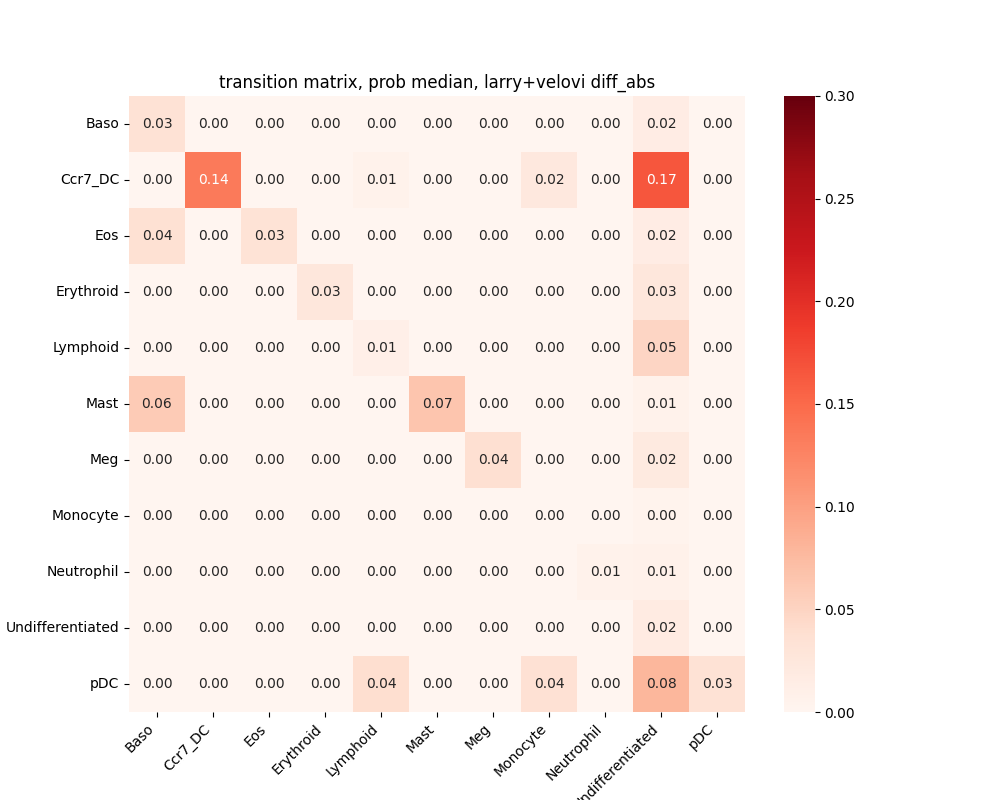 transition matrix, prob median, larry+velovi diff_abs
Baso 0.03 0.00 0.00 0.00 0.00 0.00 0.00 0.00 0.00 0.02 0.00
Ccr7_DC 0.00 0.14 0.00 0.00 0.01 0.00 0.00 0.02 0.00 0.17 0.00
Eos 0.04 0.00 0.03 0.00 0.00 0.00 0.00 0.00 0.00 0.02 0.00
Erythroid 0.00 0.00 0.00 0.03 0.00 0.00 0.00 0.00 0.00 0.03 0.00
Lymphoid 0.00 0.00 0.00 0.00 0.01 0.00 0.00 0.00 0.00 0.05 0.00
Mast 0.06 0.00 0.00 0.00 0.00 0.07 0.00 0.00 0.00 0.01 0.00
Meg 0.00 0.00 0.00 0.00 0.00 0.00 0.04 0.00 0.00 0.02 0.00
Monocyte 0.00 0.00 0.00 0.00 0.00 0.00 0.00 0.00 0.00 0.00 0.00
Neutrophil 0.00 0.00 0.00 0.00 0.00 0.00 0.00 0.00 0.01 0.01 0.00
Undifferentiated 0.00 0.00 0.00 0.00 0.00 0.00 0.00 0.00 0.00 0.02 0.00
pDC 0.00 0.00 0.00 0.00 0.04 0.00 0.00 0.04 0.00 0.08 0.03
Baso Ccr7_DC Eos Erythroid Lymphoid Mast Meg Monocyte Neutrophil ndifferentiated pDC
0.30
0.25
0.20
0.15
0.10
0.05
0.00